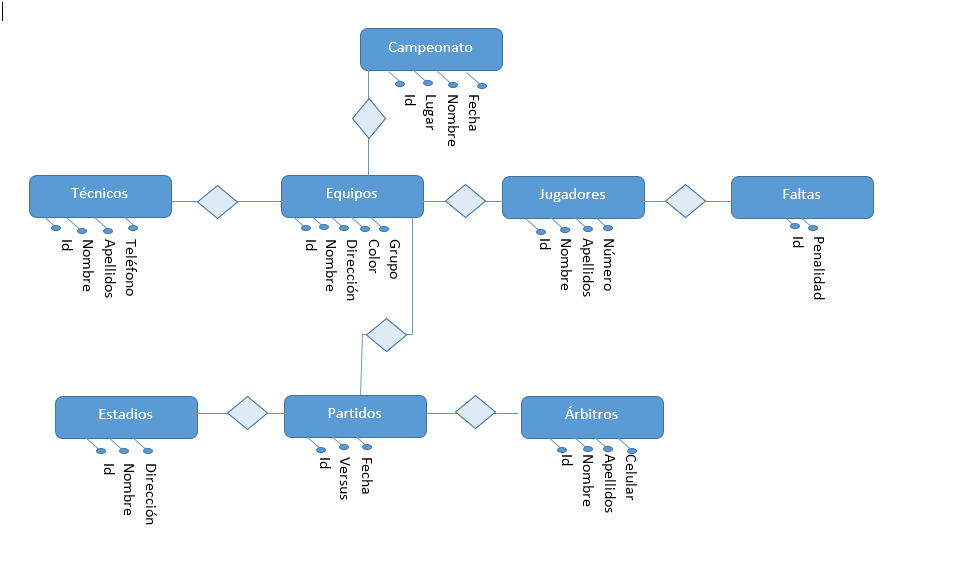 Campeonato
Id
Lugar
Nombre
Fecha
Técnicos
Id
Nombre
Apellidos
Teléfono
Equipos
Id
Nombre
Dirección
Color
Grupo
Jugadores
Id
Nombre
Apellidos
Número
Faltas
Id
Penalidad
Estadios
Id
Nombre
Dirección
Partidos
Id
Versus
Fecha
Árbitros
Id
Nombre
Apellidos
Celular